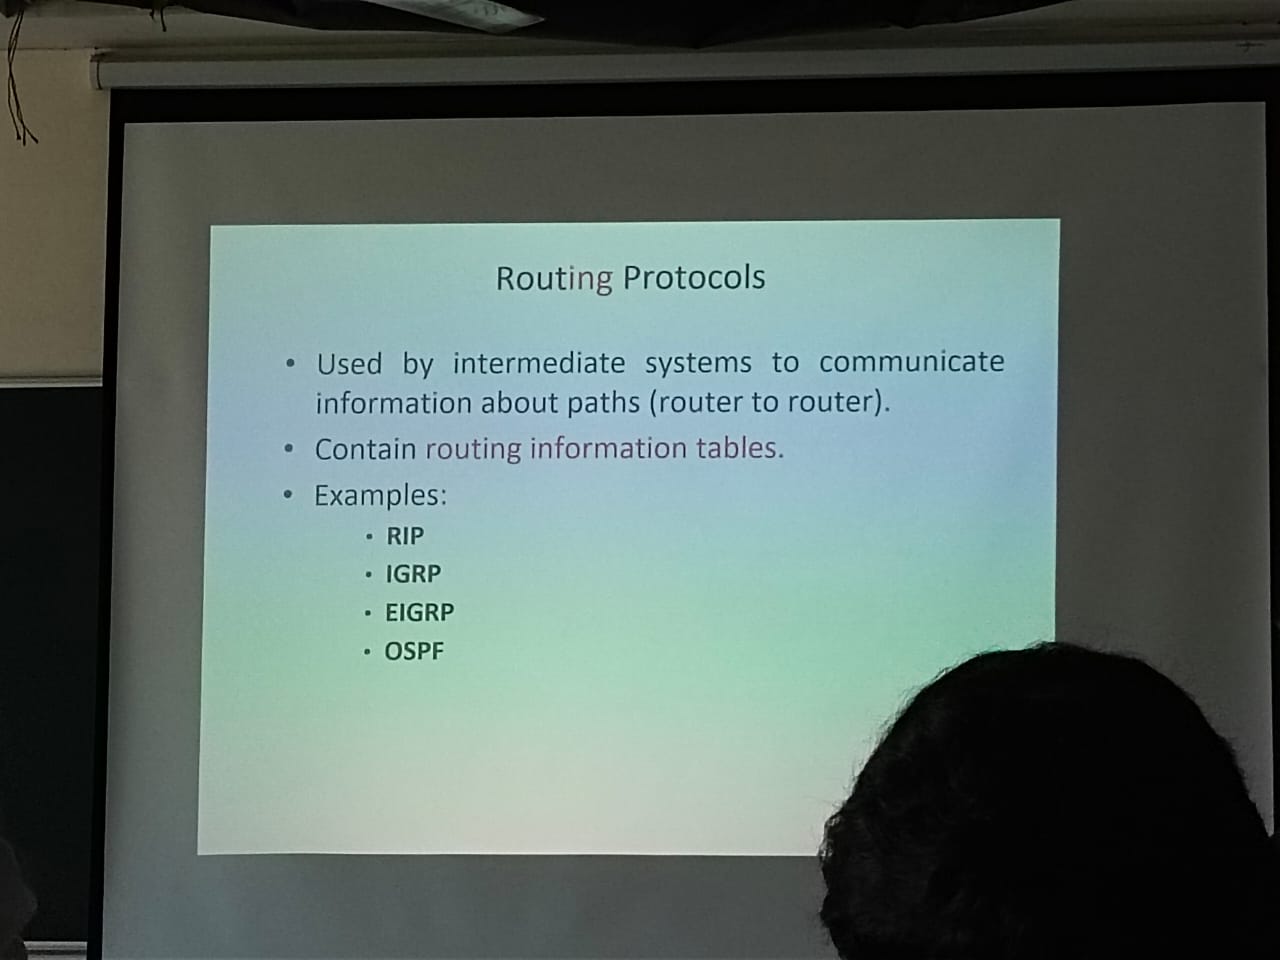 Routing Protocols
• Used by intermediate systems to communicate
information about paths (router to router).
• Contain routing information tables.
• Examples:
• RIP
• IGRP
• EIGRP
• OSPF